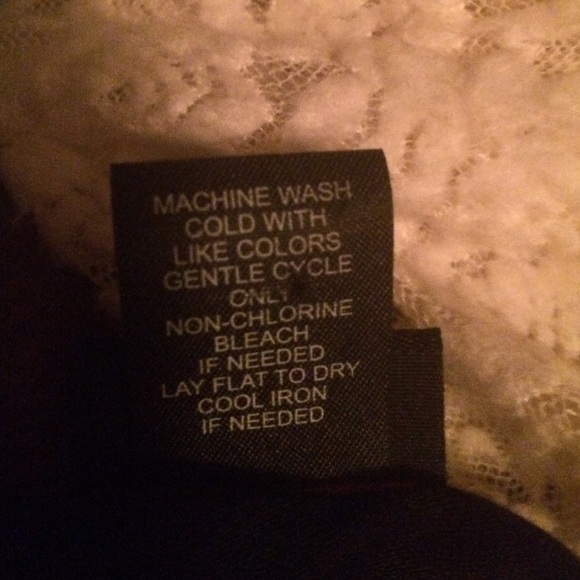 MACHINE WASH
COLD WITH
LIKE COLORS
GENTLE CYCLE
ONLY
NON-CHLORINE
BLEACH
IF NEEDED
LAY FLAT TO DRY
COOL IRON
IF NEEDED